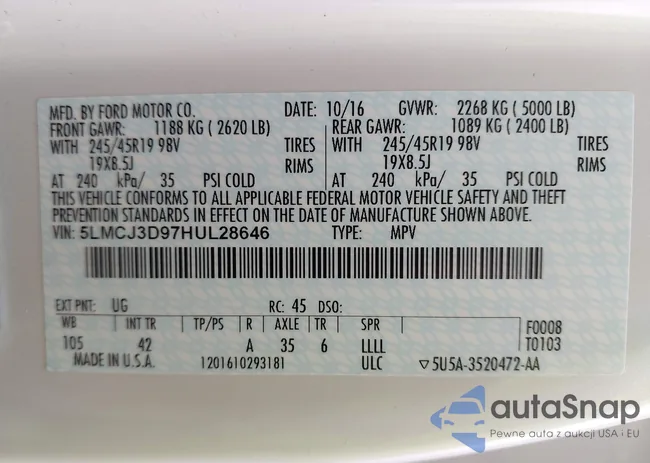 MFD. BY FORD MOTOR CO. DATE: 10/16 GVWR: 2268 KG ( 5000 LB)
FRONT GAWR: 1188 KG ( 2620 LB) REAR GAWR: 1089 KG ( 2400 LB)
WITH 245/45R19 98V TIRES WITH 245/45R19 98V TIRES
19X8.5J RIMS 19X8.5J RIMS
AT 240 kPa/ 35 PSI COLD AT 240 kPa/ 35 PSI COLD
THIS VEHICLE CONFORMS TO ALL APPLICABLE FEDERAL MOTOR VEHICLE SAFETY AND THEFT
PREVENTION STANDARDS IN EFFECT ON THE DATE OF MANUFACTURE SHOWN ABOVE.
VIN: 5LMCJ3D97HUL28646 TYPE: MPV
EXT PNT: UG RC: 45 DSO:
WB INT TR TP/PS R AXLE TR SPR F0008
105 42 A 35 6 LLLL T0103
MADE IN U.S.A. 1201610293181 ULC ▽5U5A-3520472-AA
autaSnap
Pewne auta z aukcji USA i EU